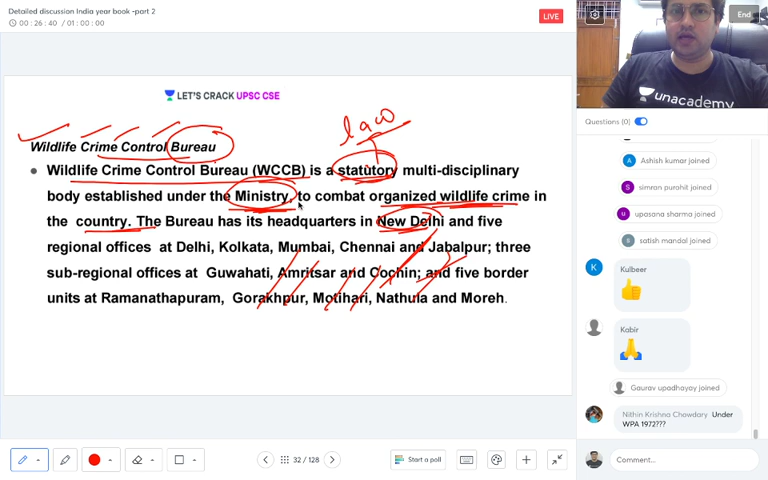 Detailed discussion India year book -part 2
00 : 26 : 40 / 01 : 00 : 00
LIVE
End
LET'S CRACK UPSC CSE
unacademy
law
Wildlife Crime Control Bureau
Wildlife Crime Control Bureau (WCCB) is a statutory multi-disciplinary
body established under the Ministry, to combat organized wildlife crime in
the country. The Bureau has its headquarters in New Delhi and five
regional offices at Delhi, Kolkata, Mumbai, Chennai and Jabalpur; three
sub-regional offices at Guwahati, Amritsar and Cochin; and five border
units at Ramanathapuram, Gorakhpur, Motihari, Nathula and Moreh.
Questions (0)
A Ashish kumar joined
S simran purohit joined
u upasana sharma joined
s satish mandal joined
K Kulbeer
Kabir
Gaurav upadhayay joined
Nithin Krishna Chowdary Under
WPA 1972???
32 / 128
Start a poll
Comment...